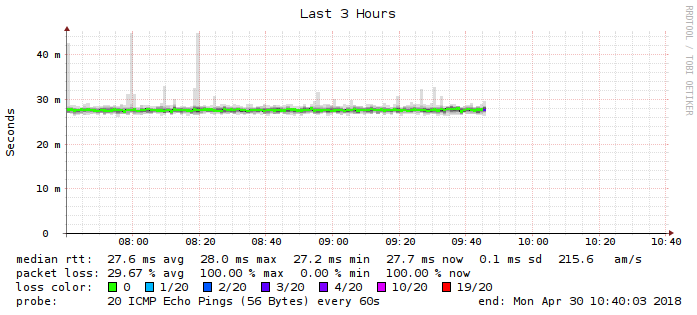 Last 3 Hours
RRDTOOL / TOBI OETIKER
Seconds
40 m
30 m
20 m
10 m
0
08:00 08:20 08:40 09:00 09:20 09:40 10:00 10:20 10:40
median rtt: 27.6 ms avg 28.0 ms max 27.2 ms min 27.7 ms now 0.1 ms sd 215.6 am/s
packet loss: 29.67 % avg 100.00 % max 0.00 % min 100.00 % now
loss color: 0 1/20 2/20 3/20 4/20 10/20 19/20
probe: 20 ICMP Echo Pings (56 Bytes) every 60s end: Mon Apr 30 10:40:03 2018